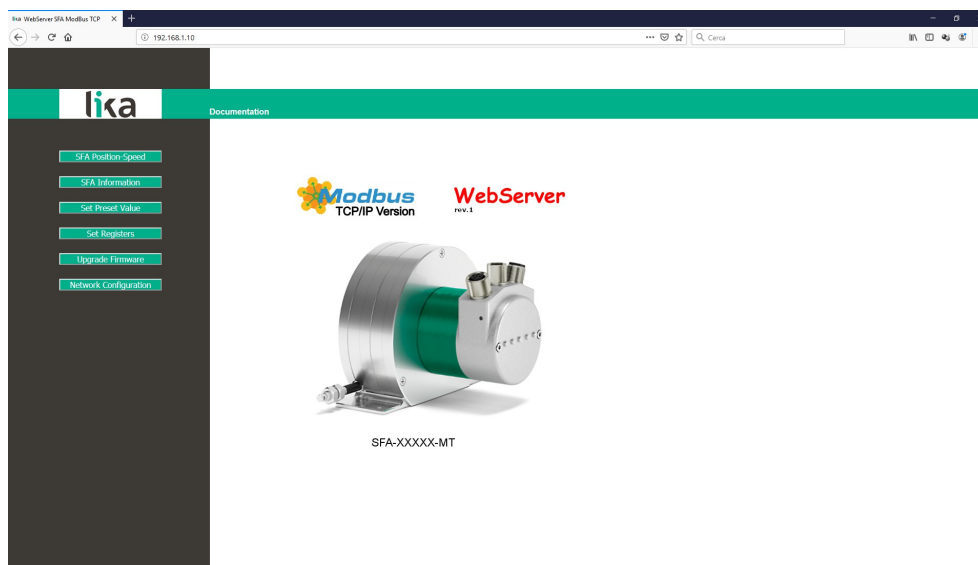 lika WebServer SFA ModBus TCP
192.168.1.10
Cerca
lika
Documentation
SFA Position-Speed
SFA Information
Set Preset Value
Set Registers
Upgrade Firmware
Network Configuration
Modbus
TCP/IP Version
WebServer
rev.1
SFA-XXXXX-MT